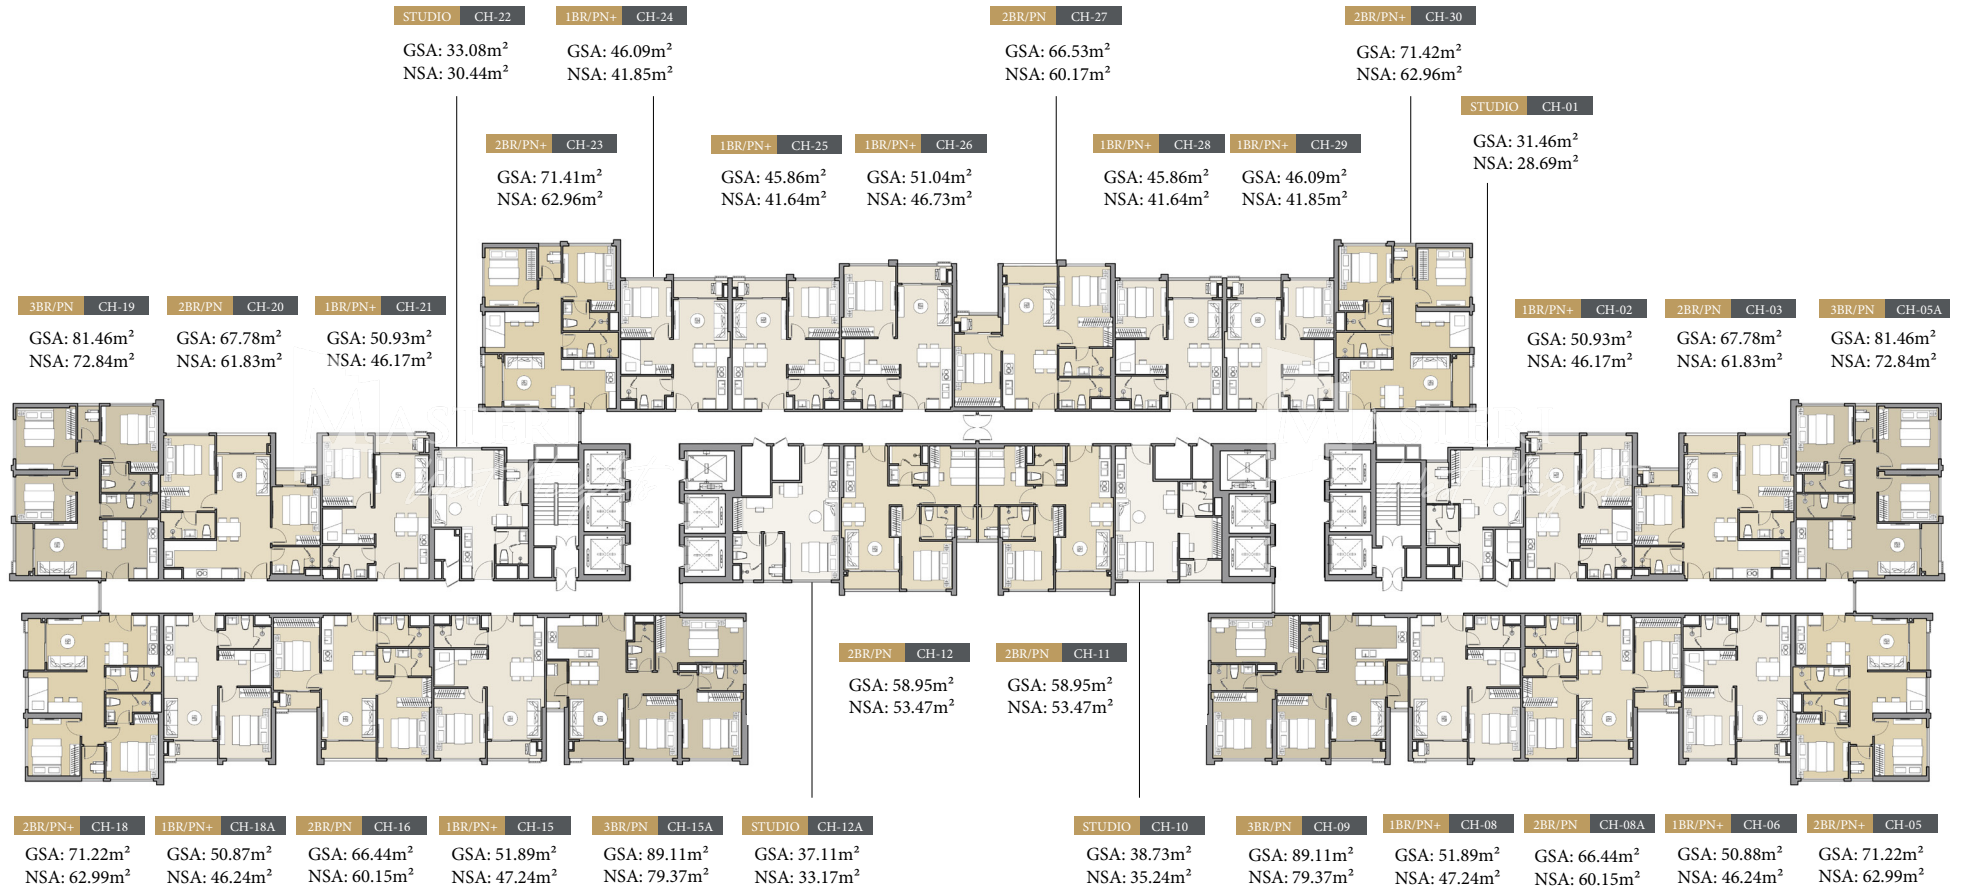 STUDIO CH-22
GSA: 33.08m²
NSA: 30.44m²
1BR/PN+ CH-24
GSA: 46.09m²
NSA: 41.85m²
2BR/PN CH-27
GSA: 66.53m²
NSA: 60.17m²
2BR/PN+ CH-30
GSA: 71.42m²
NSA: 62.96m²
STUDIO CH-01
GSA: 31.46m²
NSA: 28.69m²
2BR/PN+ CH-23
GSA: 71.41m²
NSA: 62.96m²
1BR/PN+ CH-25
GSA: 45.86m²
NSA: 41.64m²
1BR/PN+ CH-26
GSA: 51.04m²
NSA: 46.73m²
1BR/PN+ CH-28
GSA: 45.86m²
NSA: 41.64m²
1BR/PN+ CH-29
GSA: 46.09m²
NSA: 41.85m²
3BR/PN CH-19
GSA: 81.46m²
NSA: 72.84m²
2BR/PN CH-20
GSA: 67.78m²
NSA: 61.83m²
1BR/PN+ CH-21
GSA: 50.93m²
NSA: 46.17m²
1BR/PN+ CH-02
GSA: 50.93m²
NSA: 46.17m²
2BR/PN CH-03
GSA: 67.78m²
NSA: 61.83m²
3BR/PN CH-05A
GSA: 81.46m²
NSA: 72.84m²
2BR/PN CH-12
GSA: 58.95m²
NSA: 53.47m²
2BR/PN CH-11
GSA: 58.95m²
NSA: 53.47m²
2BR/PN+ CH-18
GSA: 71.22m²
NSA: 62.99m²
1BR/PN+ CH-18A
GSA: 50.87m²
NSA: 46.24m²
2BR/PN CH-16
GSA: 66.44m²
NSA: 60.15m²
1BR/PN+ CH-15
GSA: 51.89m²
NSA: 47.24m²
3BR/PN CH-15A
GSA: 89.11m²
NSA: 79.37m²
STUDIO CH-12A
GSA: 37.11m²
NSA: 33.17m²
STUDIO CH-10
GSA: 38.73m²
NSA: 35.24m²
3BR/PN CH-09
GSA: 89.11m²
NSA: 79.37m²
1BR/PN+ CH-08
GSA: 51.89m²
NSA: 47.24m²
2BR/PN CH-08A
GSA: 66.44m²
NSA: 60.15m²
1BR/PN+ CH-06
GSA: 50.88m²
NSA: 46.24m²
2BR/PN+ CH-05
GSA: 71.22m²
NSA: 62.99m²